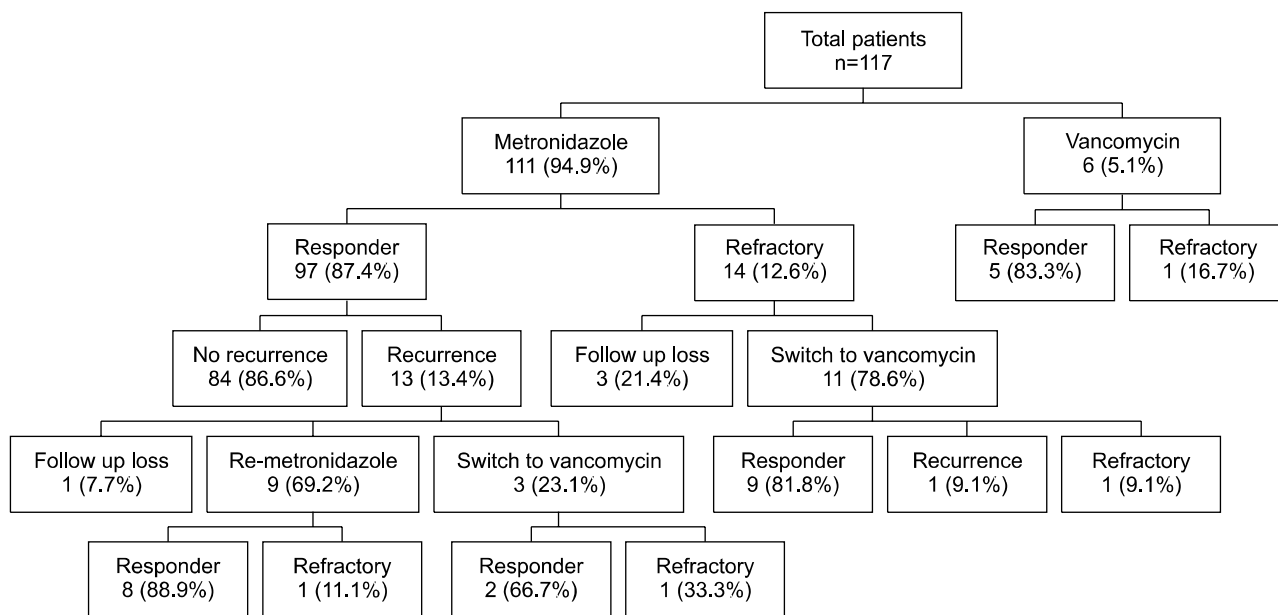 Total patients
n=117
Metronidazole
111 (94.9%)
Vancomycin
6 (5.1%)
Responder
97 (87.4%)
Refractory
14 (12.6%)
Responder
5 (83.3%)
Refractory
1 (16.7%)
No recurrence
84 (86.6%)
Recurrence
13 (13.4%)
Follow up loss
3 (21.4%)
Switch to vancomycin
11 (78.6%)
Follow up loss
1 (7.7%)
Re-metronidazole
9 (69.2%)
Switch to vancomycin
3 (23.1%)
Responder
9 (81.8%)
Recurrence
1 (9.1%)
Refractory
1 (9.1%)
Responder
8 (88.9%)
Refractory
1 (11.1%)
Responder
2 (66.7%)
Refractory
1 (33.3%)